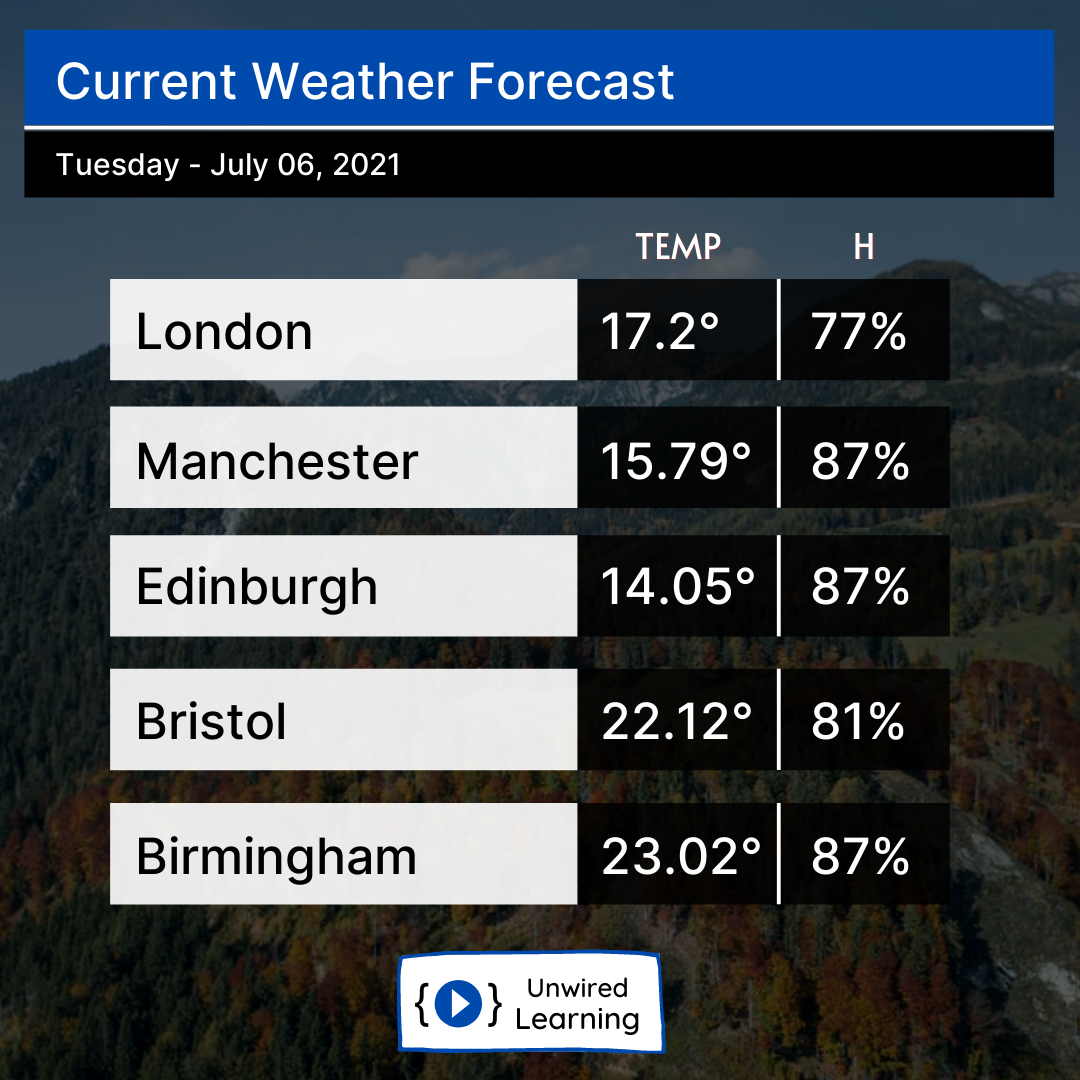 Current Weather Forecast
Tuesday - July 06, 2021
TEMP H
London 17.2° 77%
Manchester 15.79° 87%
Edinburgh 14.05° 87%
Bristol 22.12° 81%
Birmingham 23.02° 87%
{ } Unwired
Learning